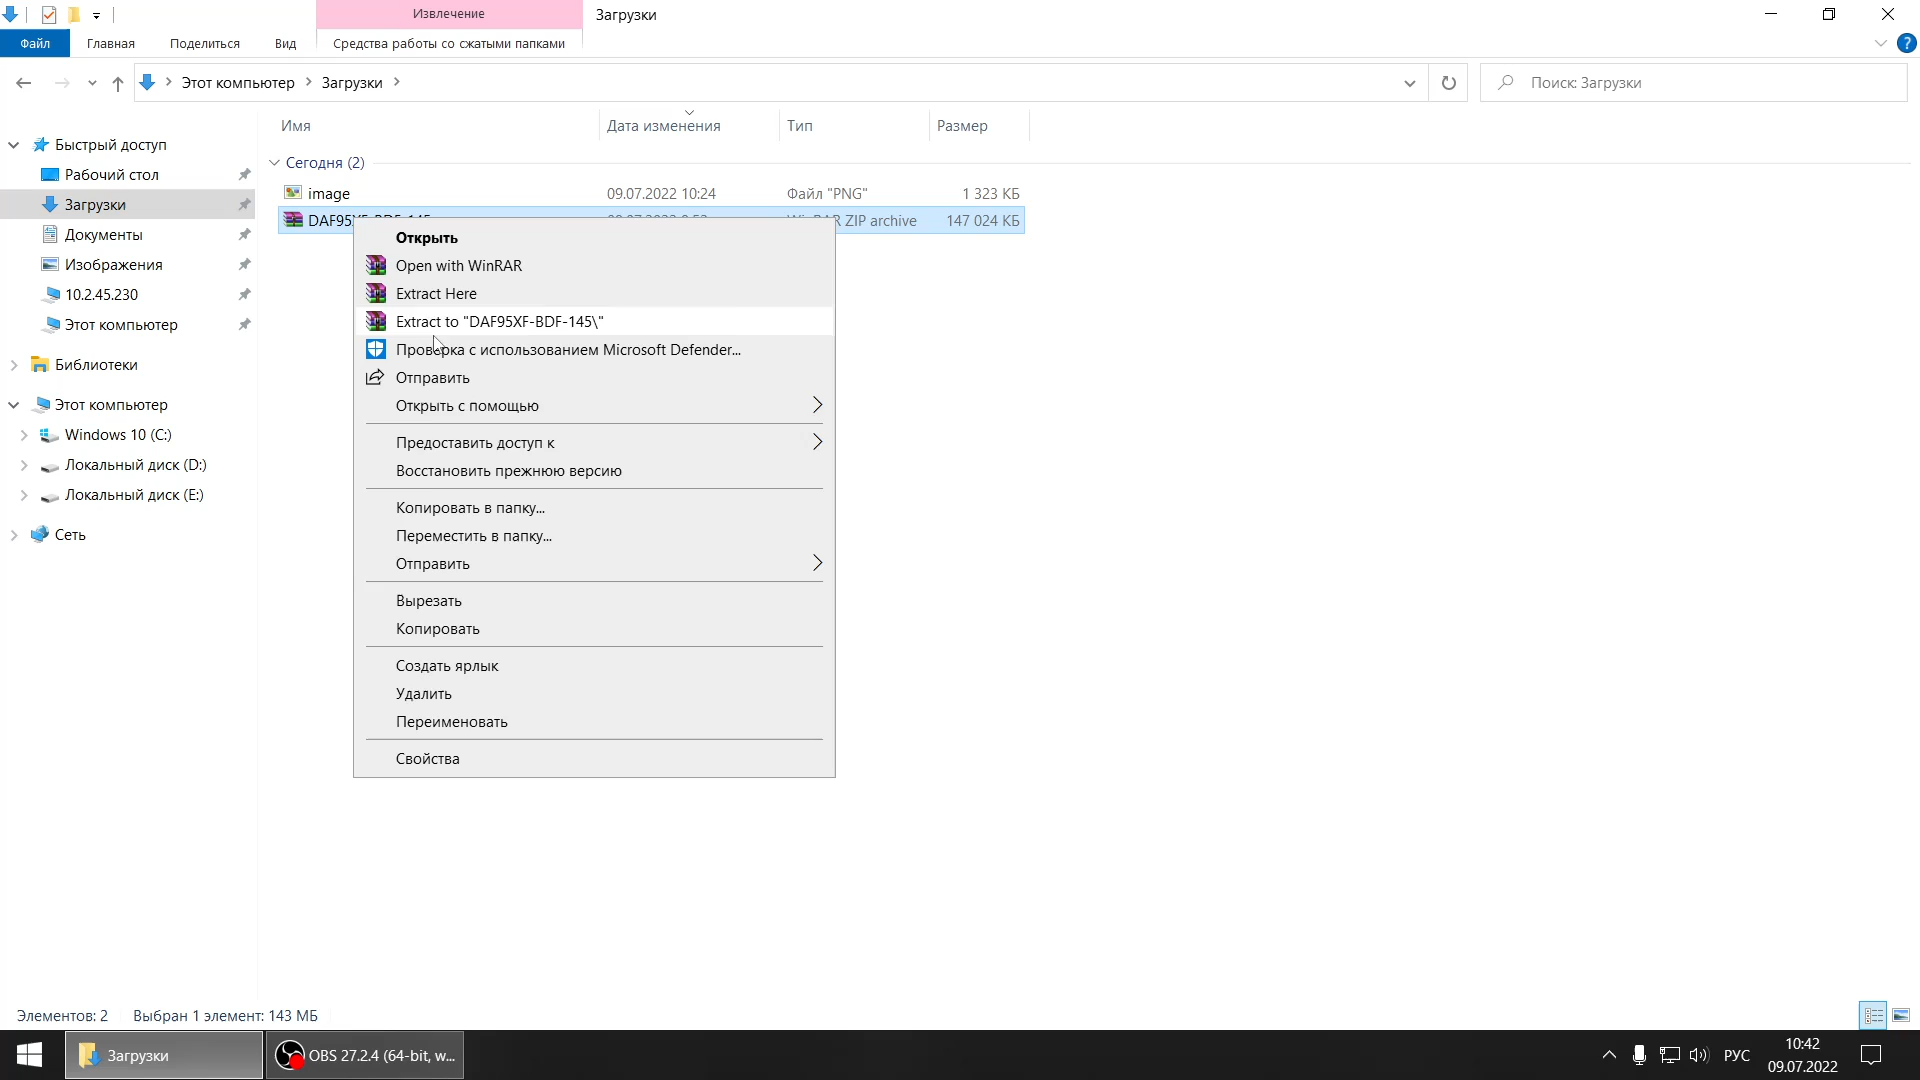 Извлечение
Загрузки
Файл
Главная
Поделиться
Вид
Средства работы со сжатыми папками
Этот компьютер
Загрузки
Поиск: Загрузки
Имя
Дата изменения
Тип
Размер
Быстрый доступ
Рабочий стол
Загрузки
Документы
Изображения
10.2.45.230
Этот компьютер
Библиотеки
Этот компьютер
Windows 10 (C:)
Локальный диск (D:)
Локальный диск (E:)
Сеть
Сегодня (2)
image 09.07.2022 10:24 Файл "PNG" 1 323 КБ
ZIP archive 147 024 КБ
Открыть
Open with WinRAR
Extract Here
Extract to "DAF95XF-BDF-145\"
Проверка с использованием Microsoft Defender...
Отправить
Открыть с помощью
Предоставить доступ к
Восстановить прежнюю версию
Копировать в папку...
Переместить в папку...
Отправить
Вырезать
Копировать
Создать ярлык
Удалить
Переименовать
Свойства
Элементов: 2
Выбран 1 элемент: 143 МБ
Загрузки
OBS 27.2.4 (64-bit, w...
РУС
10:42
09.07.2022